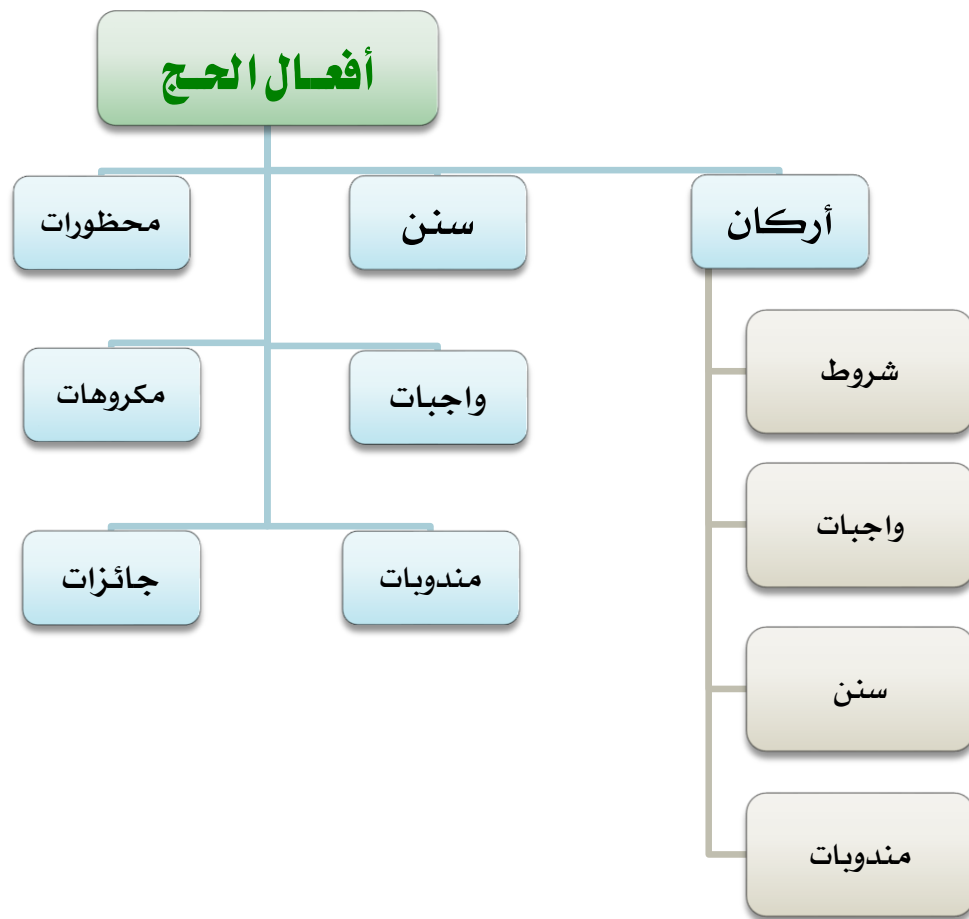 أفعال الحج
أركان
سنن
محظورات
واجبات
مكروهات
مندوبات
جائزات
شروط
واجبات
سنن
مندوبات